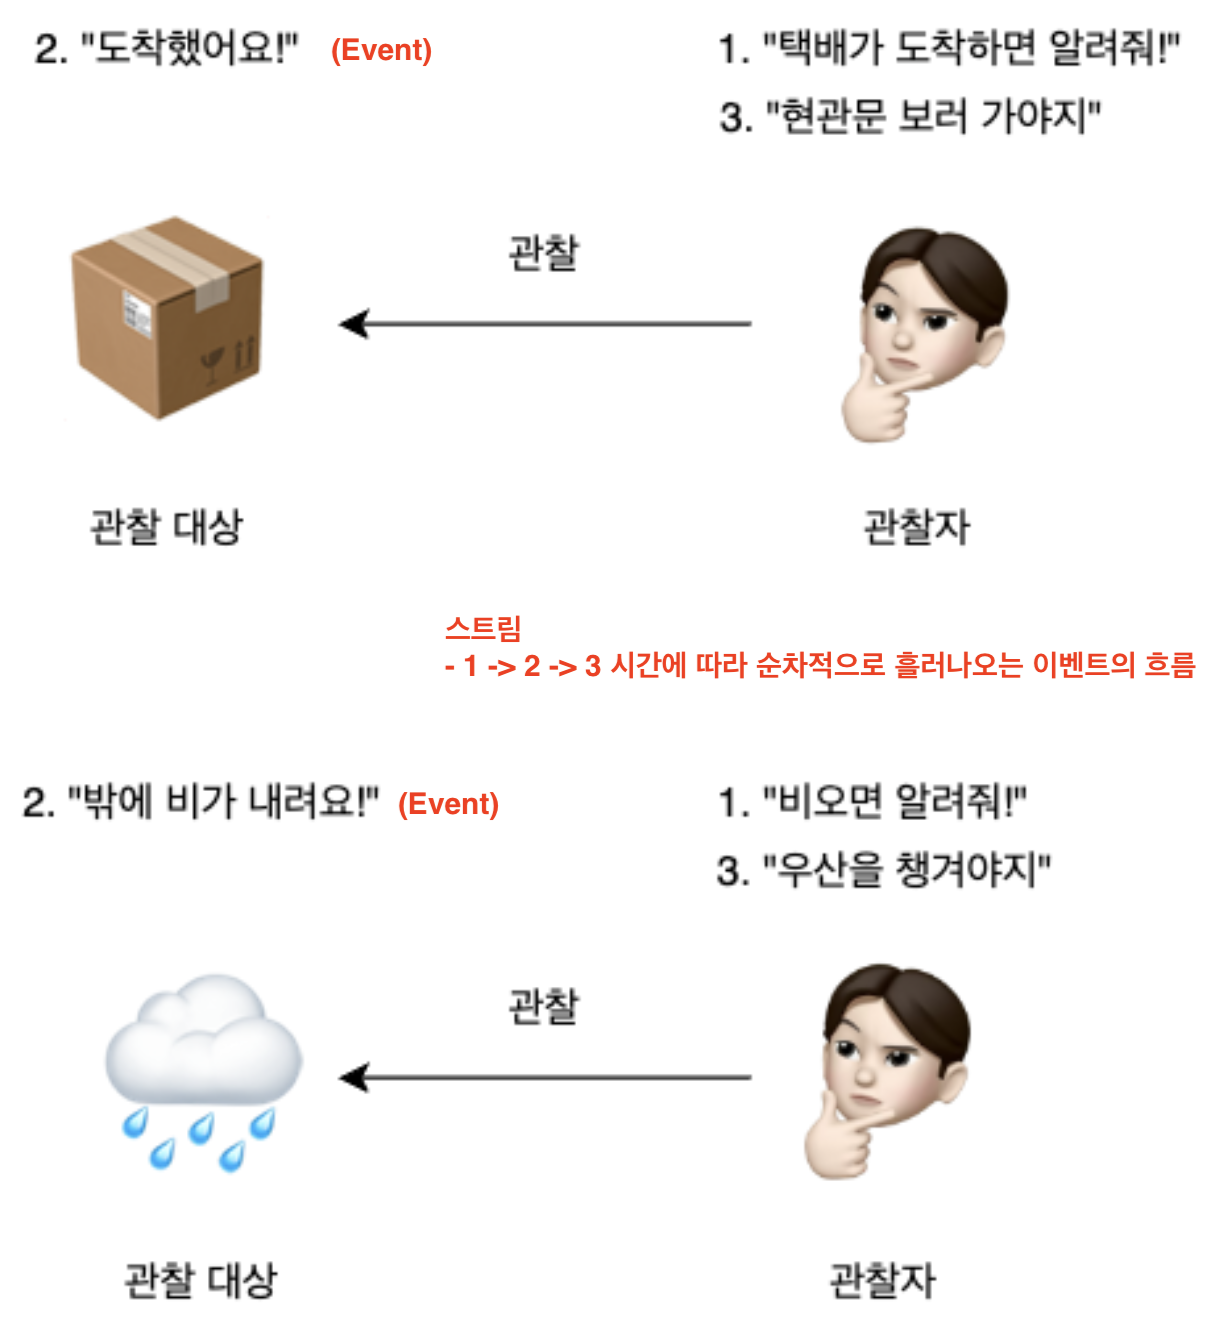 2. "도착했어요!" (Event)
1. "택배가 도착하면 알려줘!"
3. "현관문 보러 가야지"
관찰
관찰 대상
관찰자
스트림
- 1 -> 2 -> 3 시간에 따라 순차적으로 흘러나오는 이벤트의 흐름
2. "밖에 비가 내려요!" (Event)
1. "비오면 알려줘!"
3. "우산을 챙겨야지"
관찰
관찰 대상
관찰자